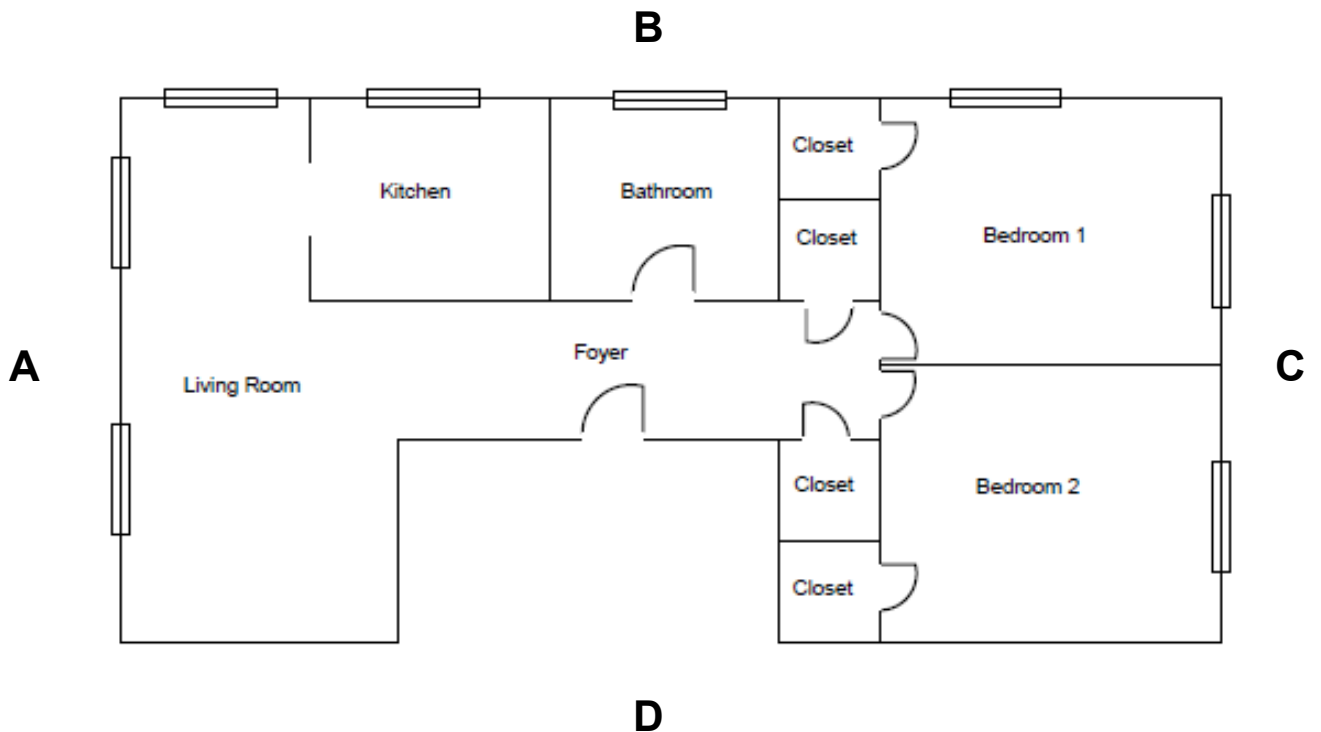 B
Closet
Kitchen
Bathroom
Closet
Bedroom 1
Foyer
A
Living Room
C
Closet
Bedroom 2
Closet
D